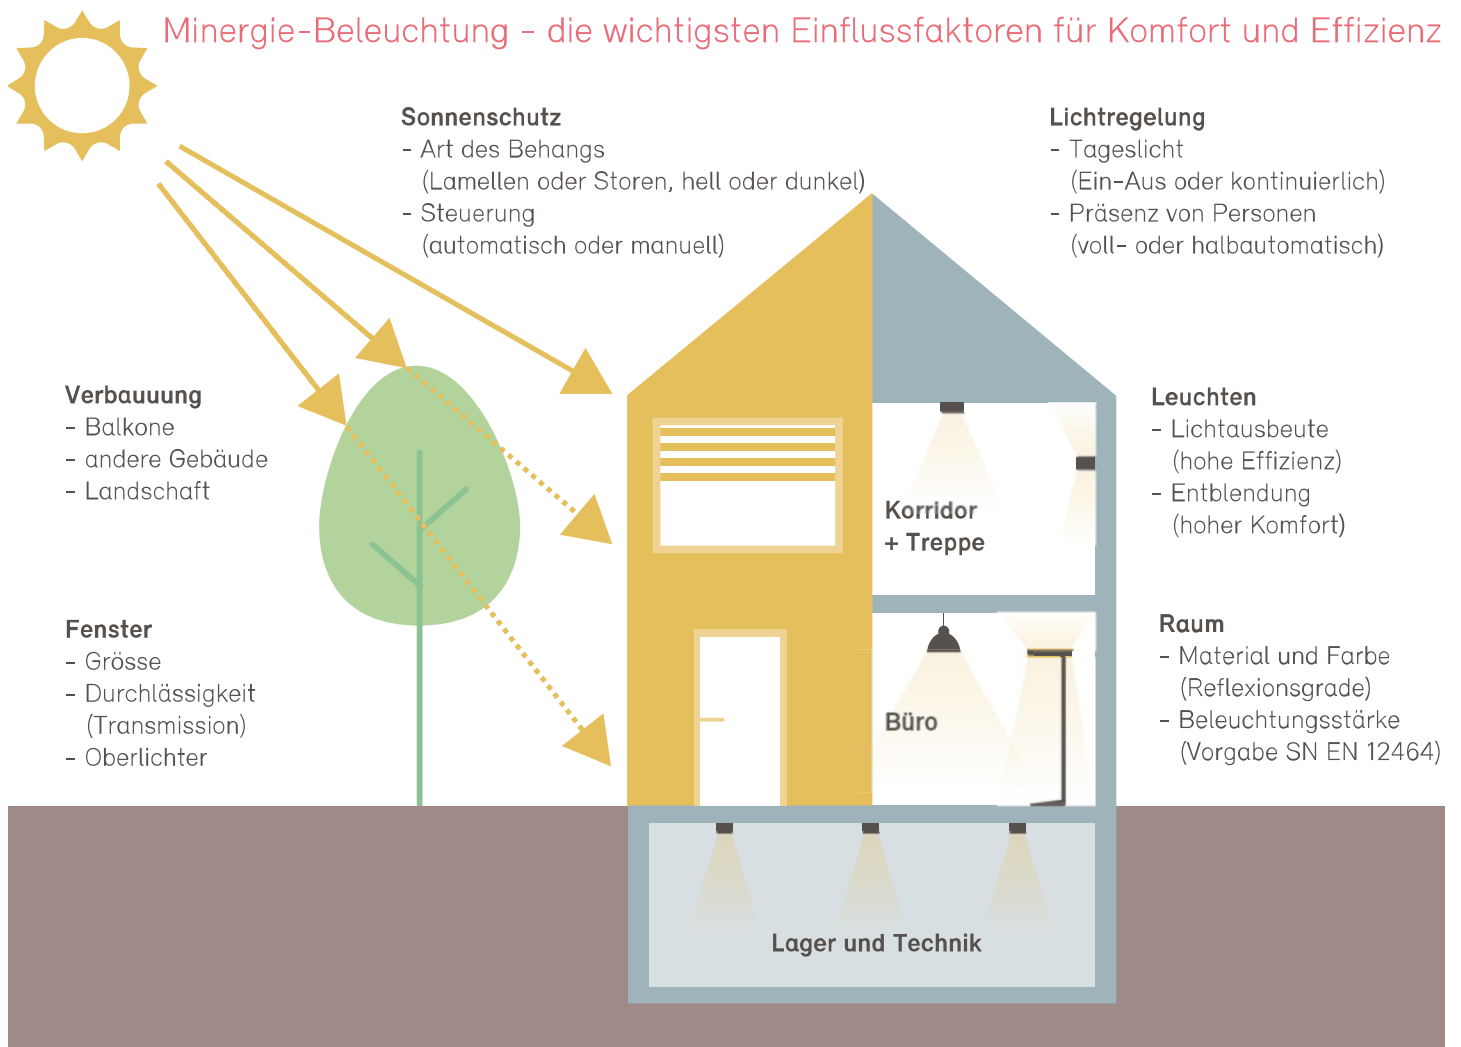 Minergie-Beleuchtung - die wichtigsten Einflussfaktoren für Komfort und Effizienz
Sonnenschutz
- Art des Behangs
(Lamellen oder Storen, hell oder dunkel)
- Steuerung
(automatisch oder manuell)
Lichtregelung
- Tageslicht
(Ein-Aus oder kontinuierlich)
- Präsenz von Personen
(voll- oder halbautomatisch)
Verbauuung
- Balkone
- andere Gebäude
- Landschaft
Leuchten
- Lichtausbeute
(hohe Effizienz)
- Entblendung
(hoher Komfort)
Korridor
+ Treppe
Fenster
- Grösse
- Durchlässigkeit
(Transmission)
- Oberlichter
Raum
- Material und Farbe
(Reflexionsgrade)
- Beleuchtungsstärke
(Vorgabe SN EN 12464)
Büro
Lager und Technik